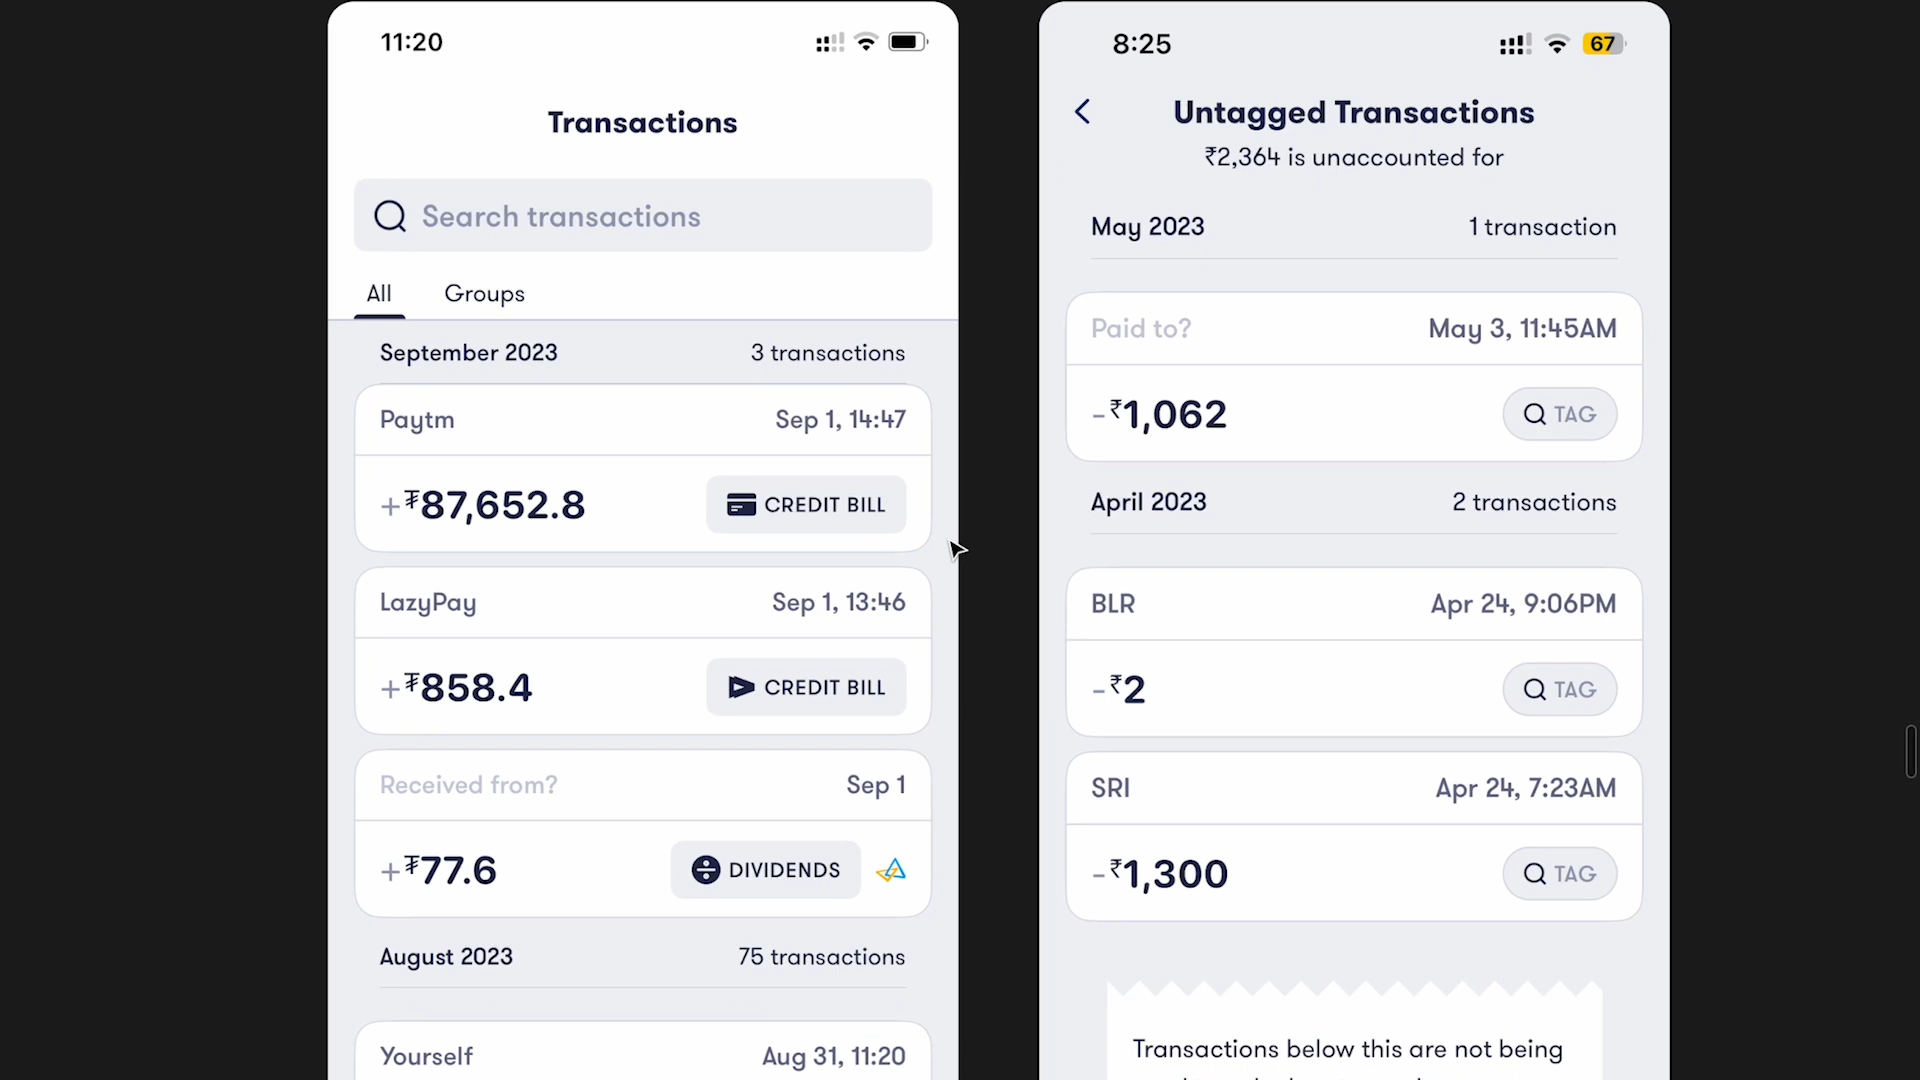 11:20
Transactions
Search transactions
All Groups
September 2023 3 transactions
Paytm Sep 1, 14:47
+₮87,652.8 CREDIT BILL
LazyPay Sep 1, 13:46
+₮858.4 CREDIT BILL
Received from? Sep 1
+₮77.6 DIVIDENDS
August 2023 75 transactions
Yourself Aug 31, 11:20
8:25 67
Untagged Transactions
₹2,364 is unaccounted for
May 2023 1 transaction
Paid to? May 3, 11:45AM
-₹1,062 TAG
April 2023 2 transactions
BLR Apr 24, 9:06PM
-₹2 TAG
SRI Apr 24, 7:23AM
-₹1,300 TAG
Transactions below this are not being